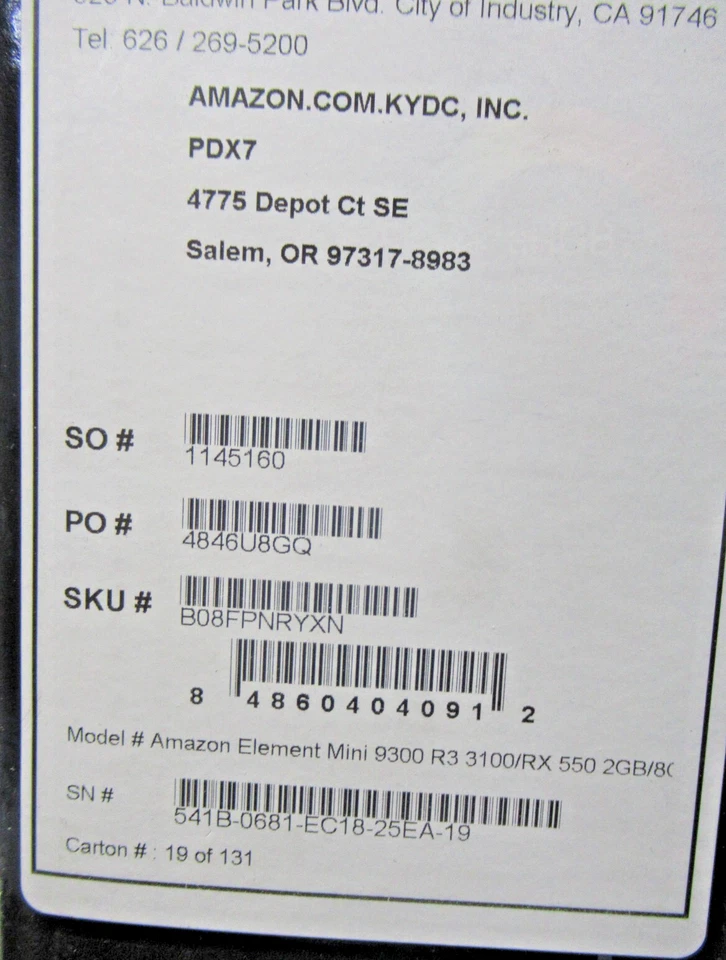 N. Baldwin Park Blvd. City of Industry, CA 91746
Tel: 626 / 269-5200
AMAZON.COM.KYDC, INC.
PDX7
4775 Depot Ct SE
Salem, OR 97317-8983
SO #
1145160
PO #
4846U8GQ
SKU #
B08FPNRYXN
8 4860404091 2
Model # Amazon Element Mini 9300 R3 3100/RX 550 2GB/8
SN #
541B-0681-EC18-25EA-19
Carton # : 19 of 131